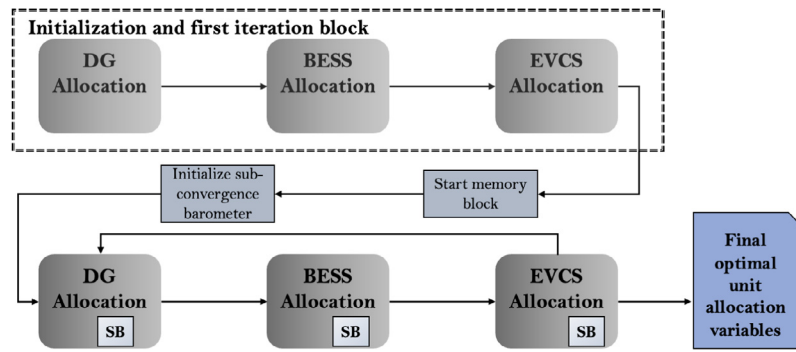 Initialization and first iteration block
DG
Allocation
BESS
Allocation
EVCS
Allocation
Initialize sub-
convergence
barometer
Start memory
block
DG
Allocation
SB
BESS
Allocation
SB
EVCS
Allocation
SB
Final
optimal
unit
allocation
variables